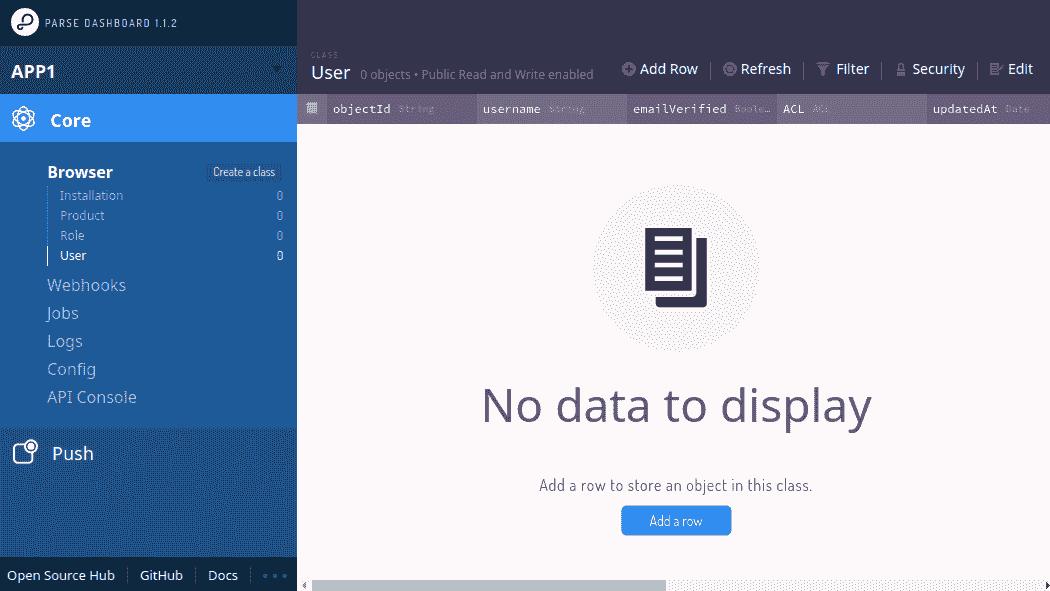 PARSE DASHBOARD 1.1.2
APP1
Core
Browser Create a class
Installation 0
Product 0
Role 0
User 0
Webhooks
Jobs
Logs
Config
API Console
Push
Open Source Hub GitHub Docs
CLASS
User 0 objects • Public Read and Write enabled
Add Row Refresh Filter Security Edit
objectId String username String emailVerified Boole… ACL ACL updatedAt Date
No data to display
Add a row to store an object in this class.
Add a row